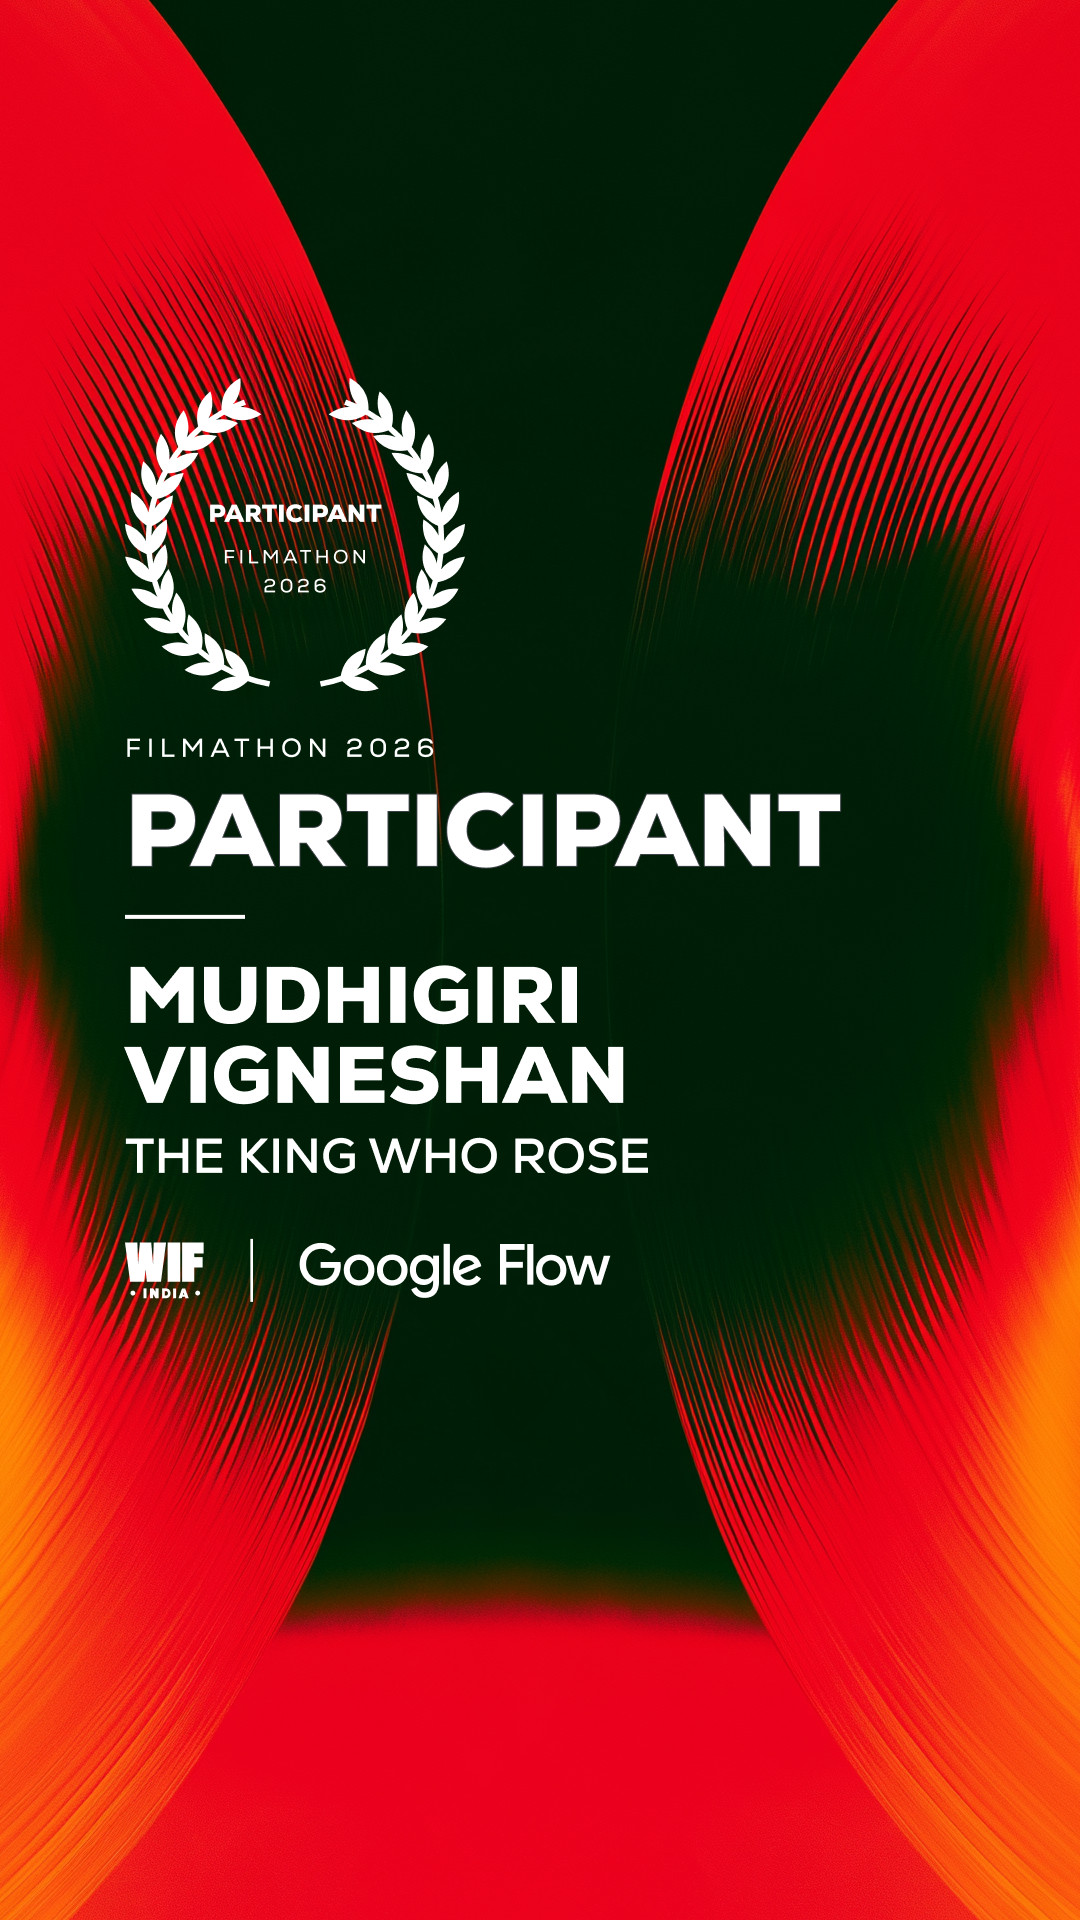 PARTICIPANT
FILMATHON
2026
FILMATHON 2026
PARTICIPANT
MUDHIGIRI
VIGNESHAN
THE KING WHO ROSE
WIF
• INDIA •
Google Flow